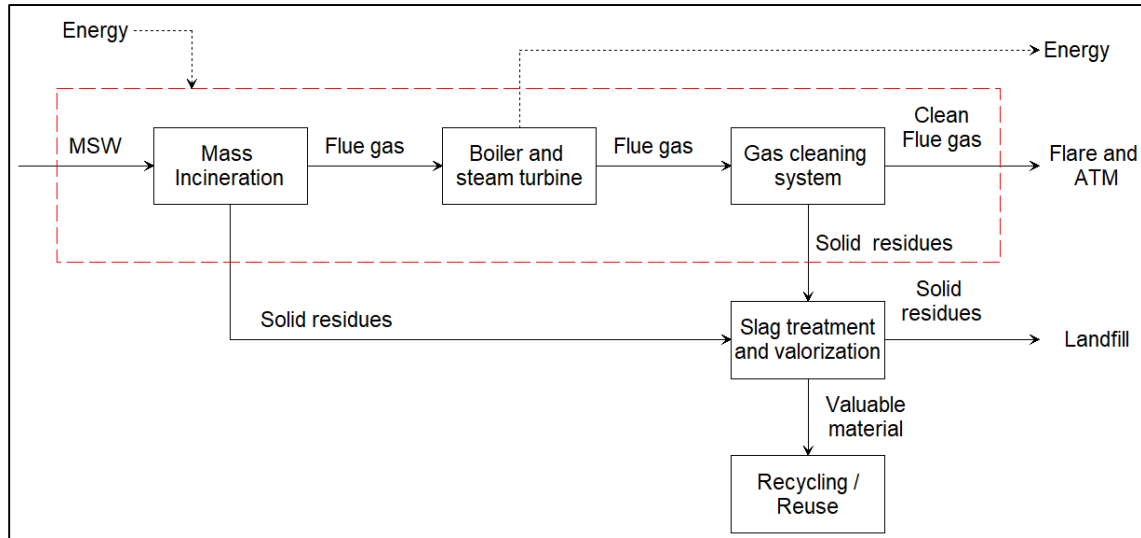 Energy
Energy
MSW
Mass
Incineration
Flue gas
Boiler and
steam turbine
Flue gas
Gas cleaning
system
Clean
Flue gas
Flare and
ATM
Solid residues
Solid residues
Slag treatment
and valorization
Solid
residues
Landfill
Valuable
material
Recycling /
Reuse